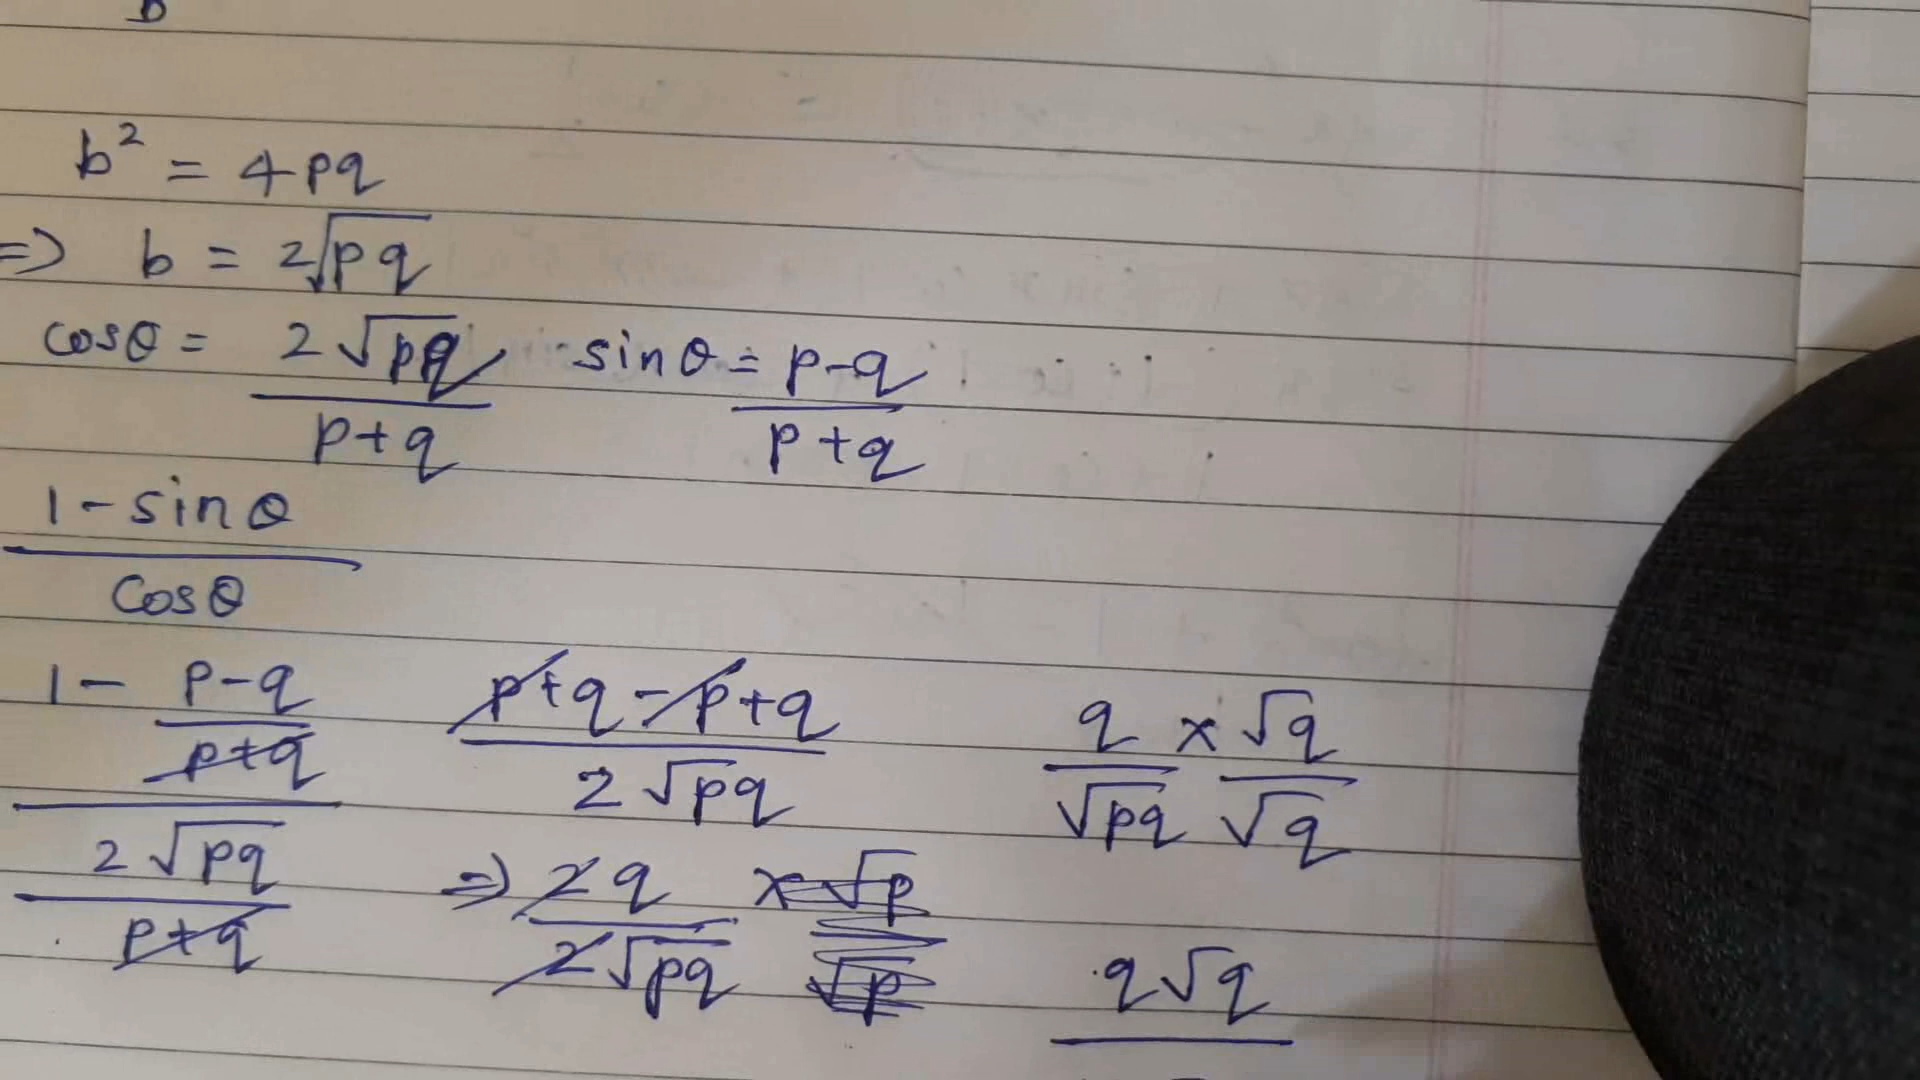 b² = 4pq
=> b = 2√pq
cosθ = 2√pq / p+q sinθ = p-q / p+q
1 - sinθ / cosθ
1 - p-q / p+q / 2√pq / p+q
p+q-p+q / 2√pq
=> 2q / 2√pq × √p / √p
q / √pq × √q / √q
q√q